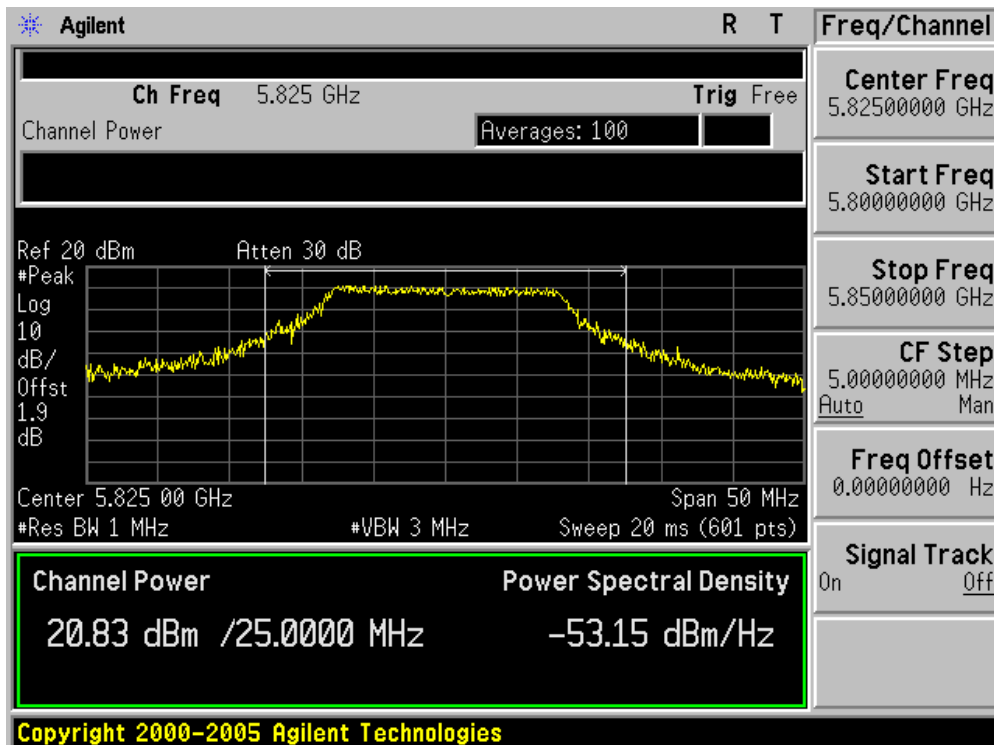 Agilent R T
Ch Freq 5.825 GHz Trig Free
Channel Power Averages: 100
Ref 20 dBm Atten 30 dB
#Peak
Log
10
dB/
Offst
1.9
dB
Center 5.825 00 GHz Span 50 MHz
#Res BW 1 MHz #VBW 3 MHz Sweep 20 ms (601 pts)
Channel Power Power Spectral Density
20.83 dBm /25.0000 MHz -53.15 dBm/Hz
Copyright 2000-2005 Agilent Technologies
Freq/Channel
Center Freq
5.82500000 GHz
Start Freq
5.80000000 GHz
Stop Freq
5.85000000 GHz
CF Step
5.00000000 MHz
Auto Man
Freq Offset
0.00000000 Hz
Signal Track
On Off